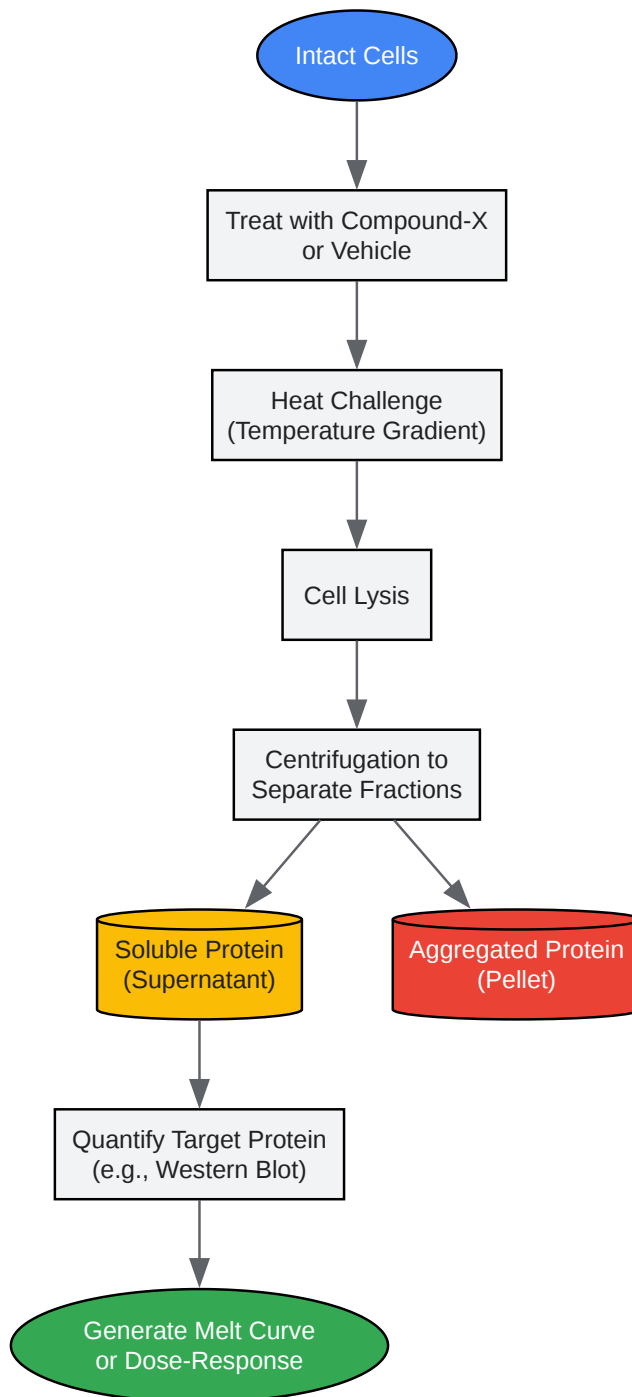 Intact Cells
Treat with Compound-X
or Vehicle
Heat Challenge
(Temperature Gradient)
Cell Lysis
Centrifugation to
Separate Fractions
Soluble Protein
(Supernatant)
Aggregated Protein
(Pellet)
Quantify Target Protein
(e.g., Western Blot)
Generate Melt Curve
or Dose-Response